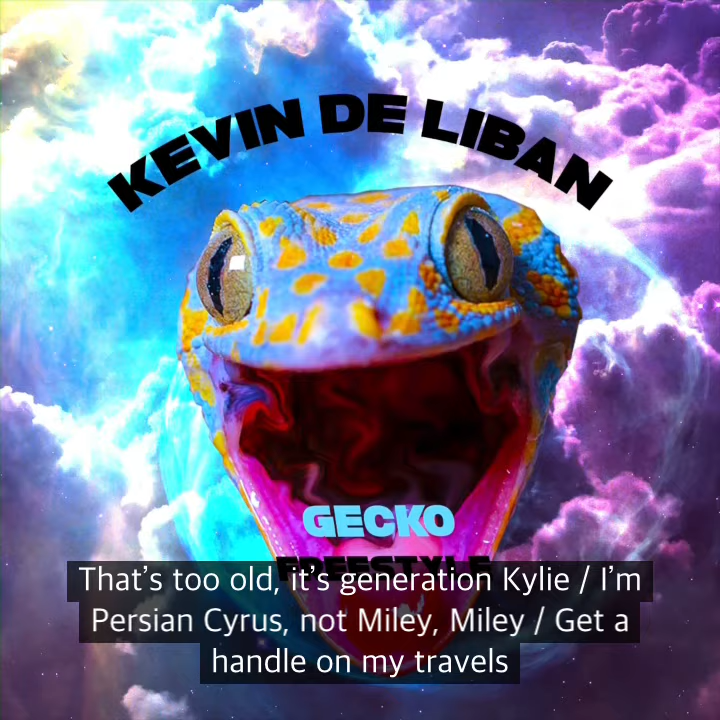 KEVIN DE LIBAN
GECKO
FREESTYLE
That’s too old, it’s generation Kylie / I’m
Persian Cyrus, not Miley, Miley / Get a
handle on my travels